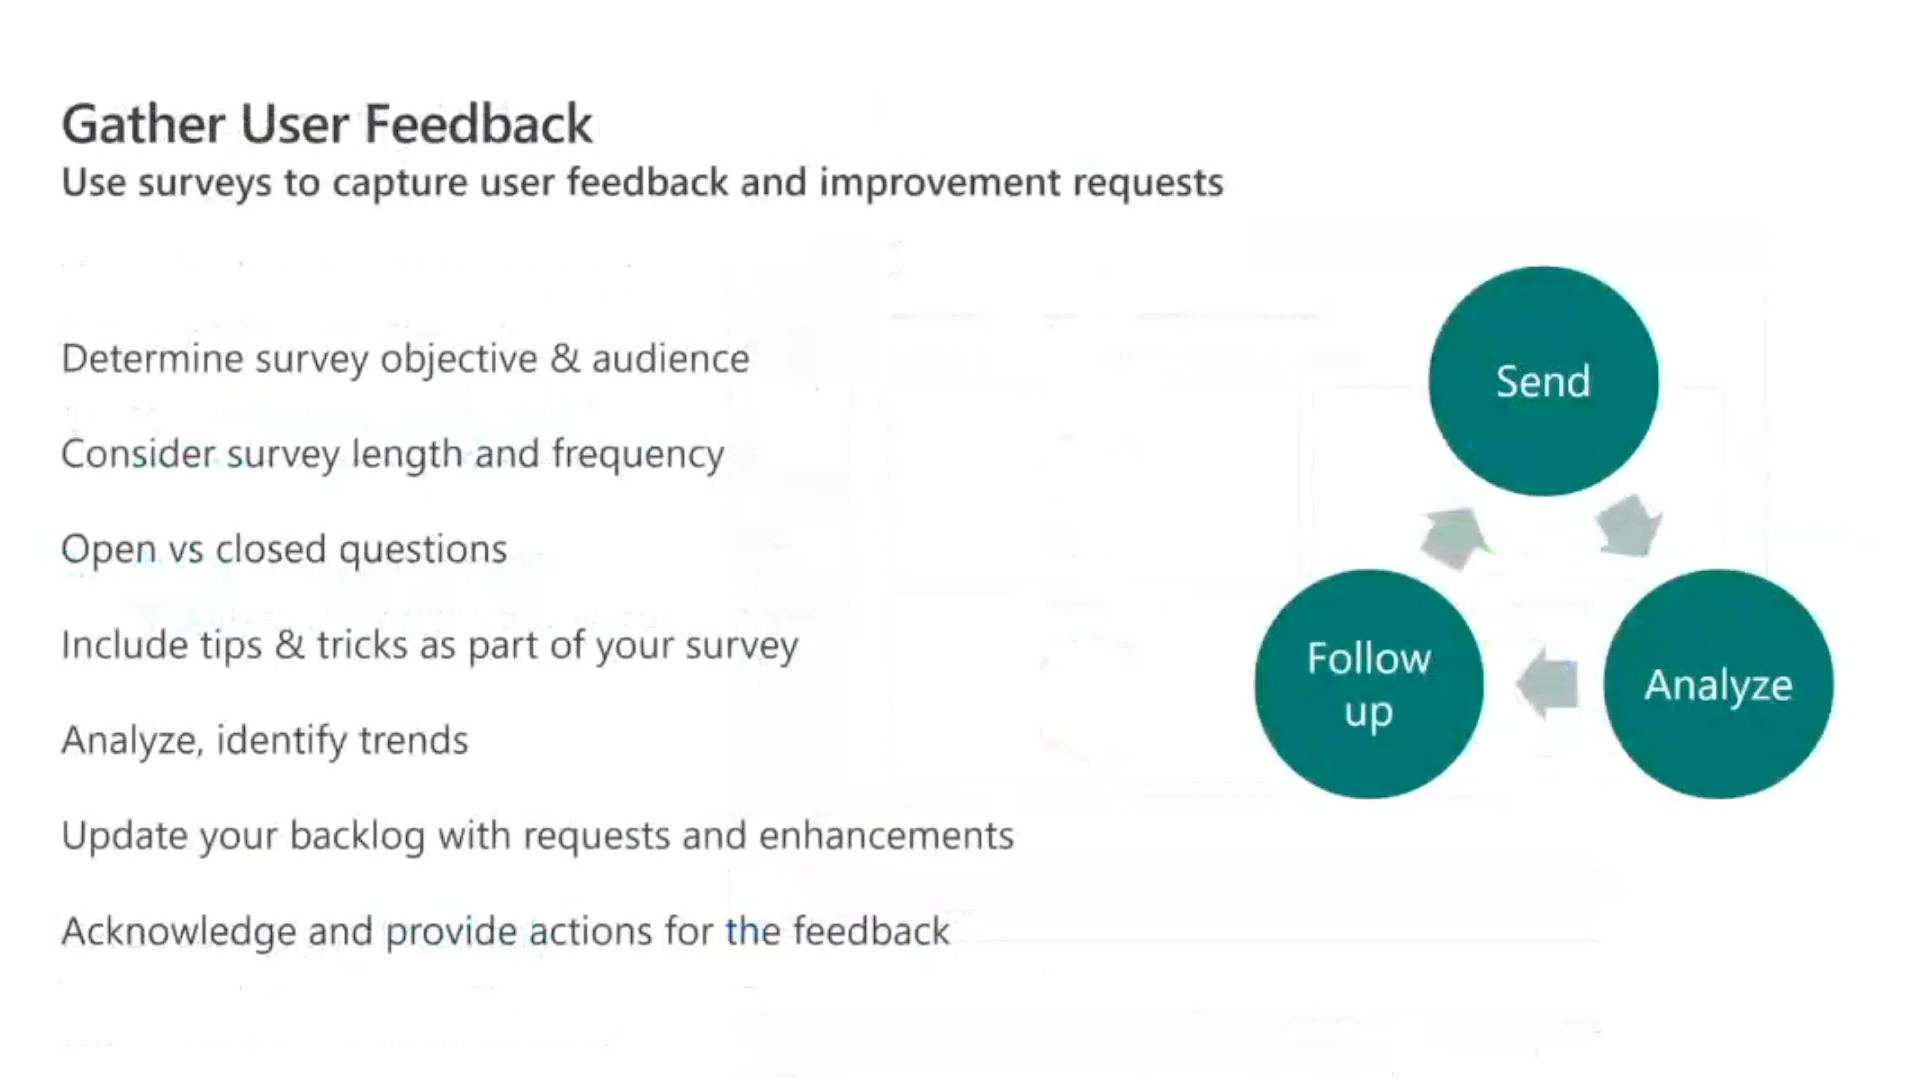 Gather User Feedback
Use surveys to capture user feedback and improvement requests
Determine survey objective & audience
Consider survey length and frequency
Open vs closed questions
Include tips & tricks as part of your survey
Analyze, identify trends
Update your backlog with requests and enhancements
Acknowledge and provide actions for the feedback
Send
Analyze
Follow
up